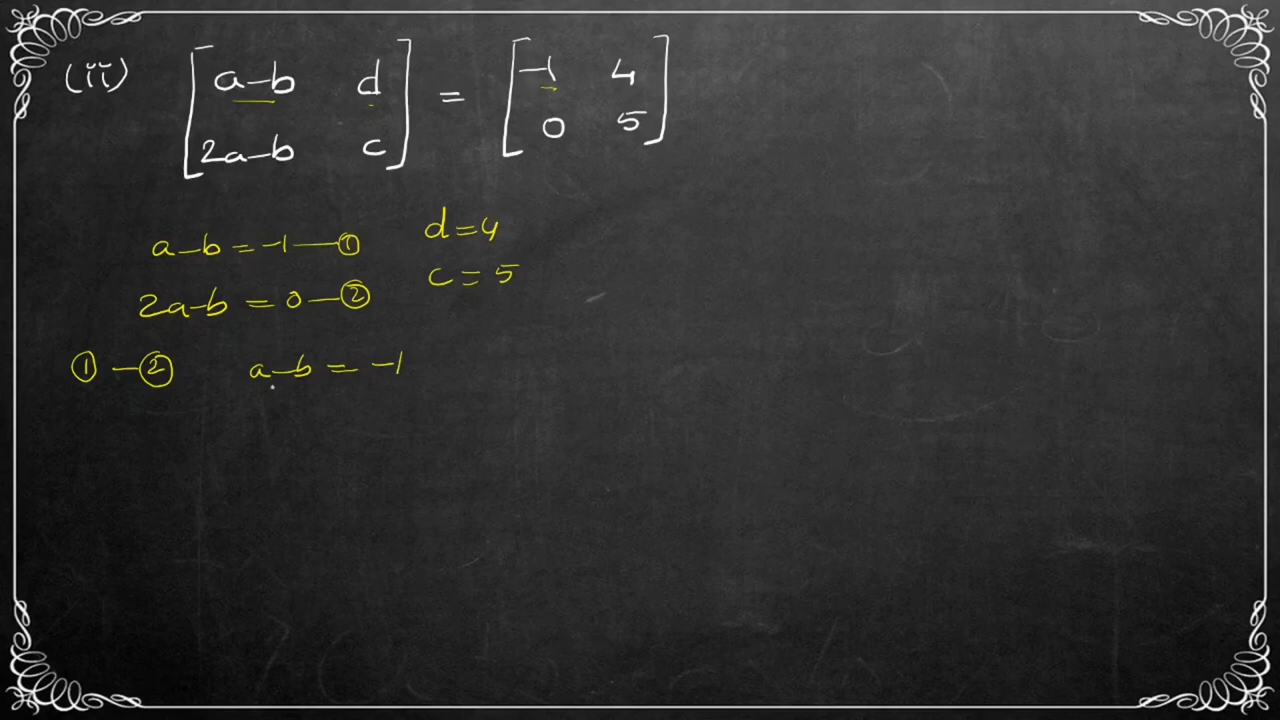 (ii) [a-b d] = [-1 4]
[2a-b c] [0 5]
a-b = -1 — ①
d=4
2a-b = 0 — ②
c=5
① - ② a-b = -1